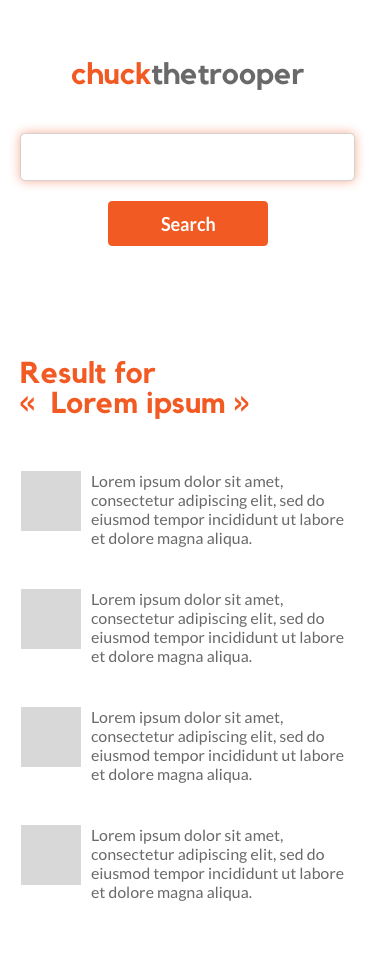 chuckthetrooper
Search
Result for
« Lorem ipsum »
Lorem ipsum dolor sit amet,
consectetur adipiscing elit, sed do
eiusmod tempor incididunt ut labore
et dolore magna aliqua.
Lorem ipsum dolor sit amet,
consectetur adipiscing elit, sed do
eiusmod tempor incididunt ut labore
et dolore magna aliqua.
Lorem ipsum dolor sit amet,
consectetur adipiscing elit, sed do
eiusmod tempor incididunt ut labore
et dolore magna aliqua.
Lorem ipsum dolor sit amet,
consectetur adipiscing elit, sed do
eiusmod tempor incididunt ut labore
et dolore magna aliqua.